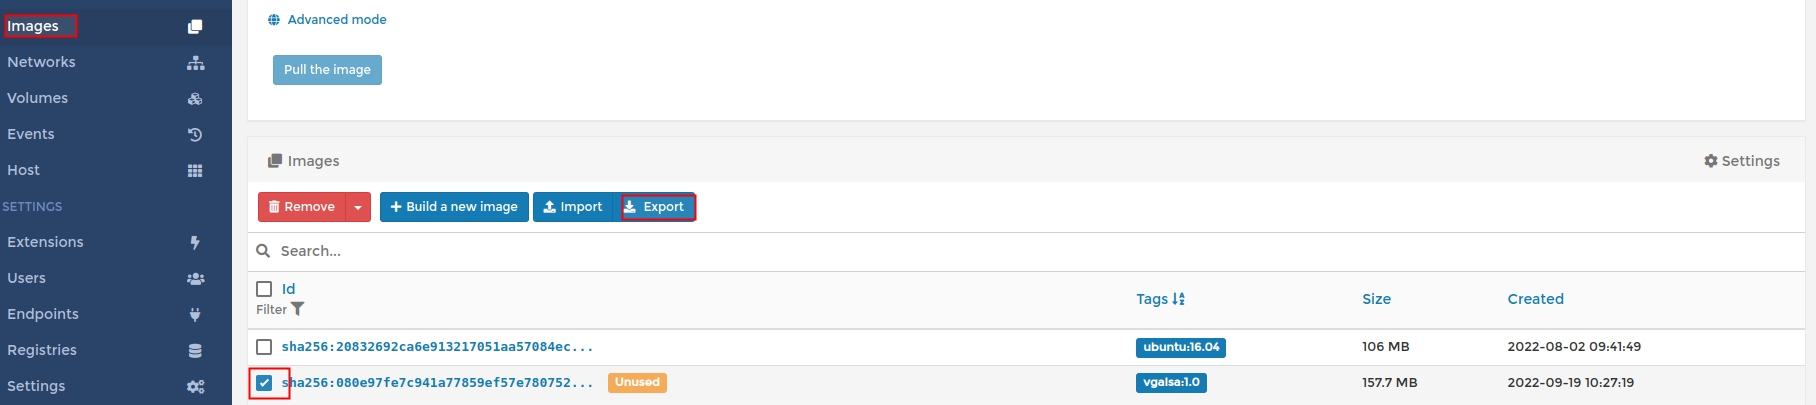 Images
Networks
Volumes
Events
Host
SETTINGS
Extensions
Users
Endpoints
Registries
Settings
Advanced mode
Pull the image
Images
Settings
Remove
Build a new image
Import
Export
Search...
Id
Filter
Tags
Size
Created
sha256:20832692ca6e913217051aa57084ec...
ubuntu:16.04
106 MB
2022-08-02 09:41:49
sha256:080e97fe7c941a77859ef57e780752...
Unused
vgalsa:1.0
157.7 MB
2022-09-19 10:27:19